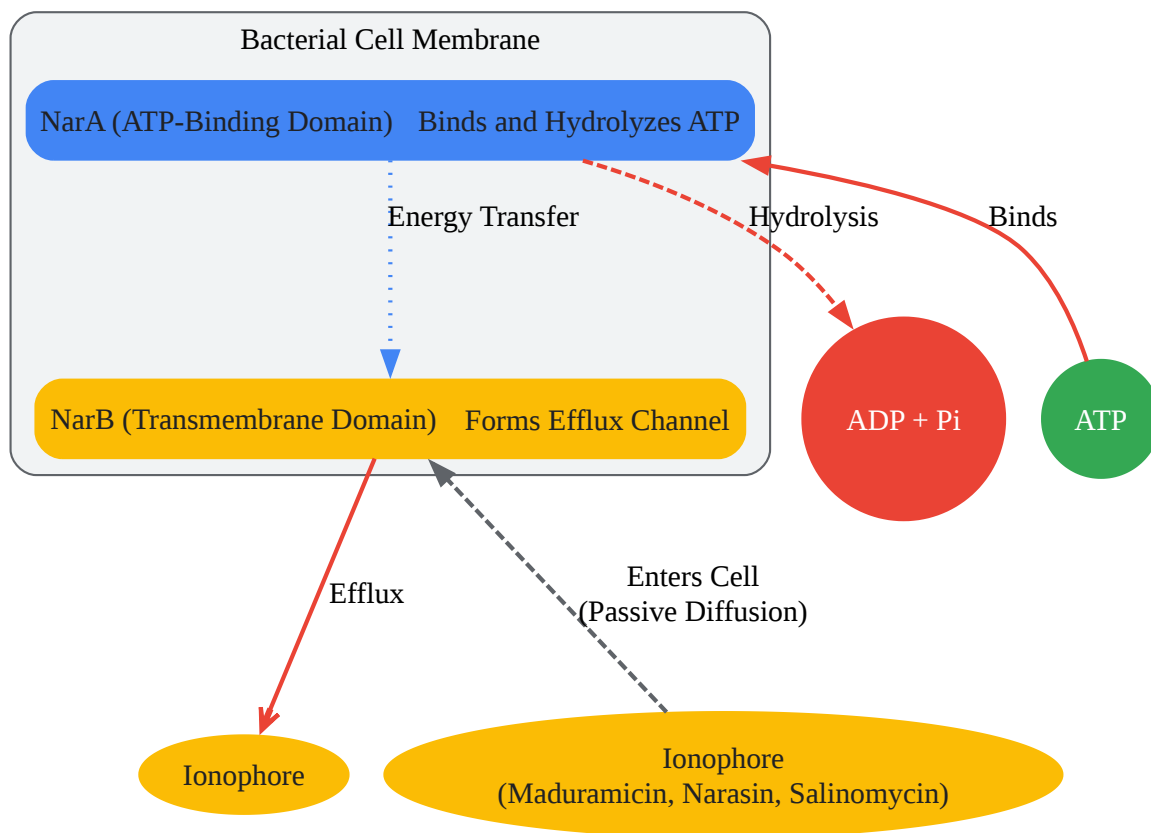 Bacterial Cell Membrane
NarA (ATP-Binding Domain) Binds and Hydrolyzes ATP
Energy Transfer
Hydrolysis
Binds
NarB (Transmembrane Domain) Forms Efflux Channel
ADP + Pi
ATP
Efflux
Enters Cell
(Passive Diffusion)
Ionophore
Ionophore
(Maduramicin, Narasin, Salinomycin)